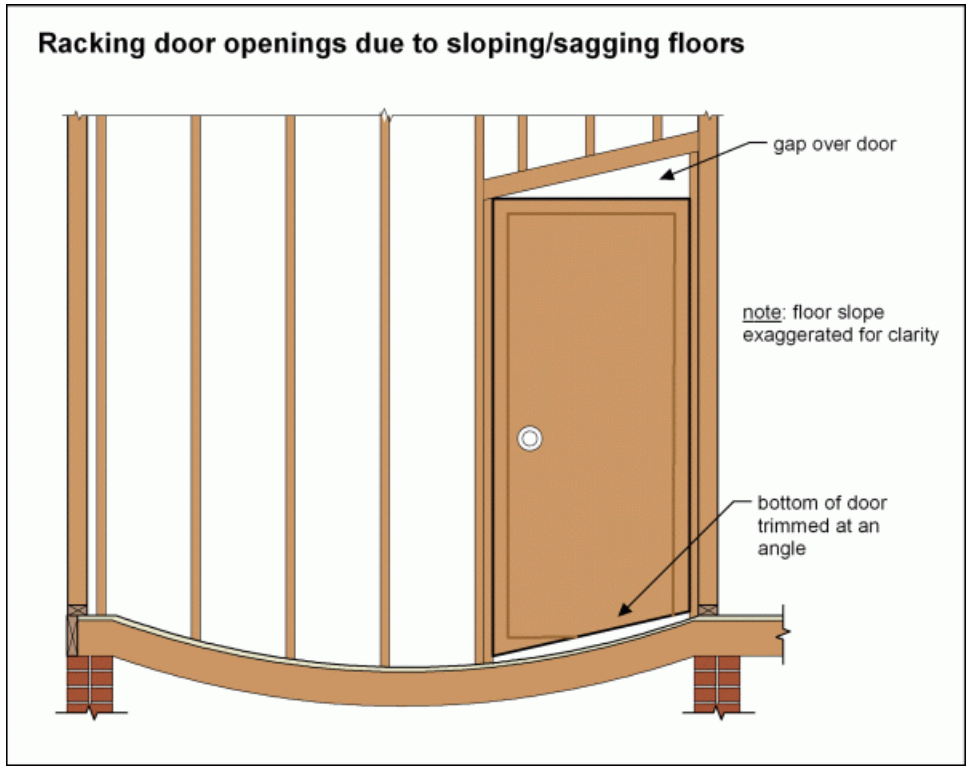 Racking door openings due to sloping/sagging floors
gap over door
note: floor slope
exaggerated for clarity
bottom of door
trimmed at an
angle